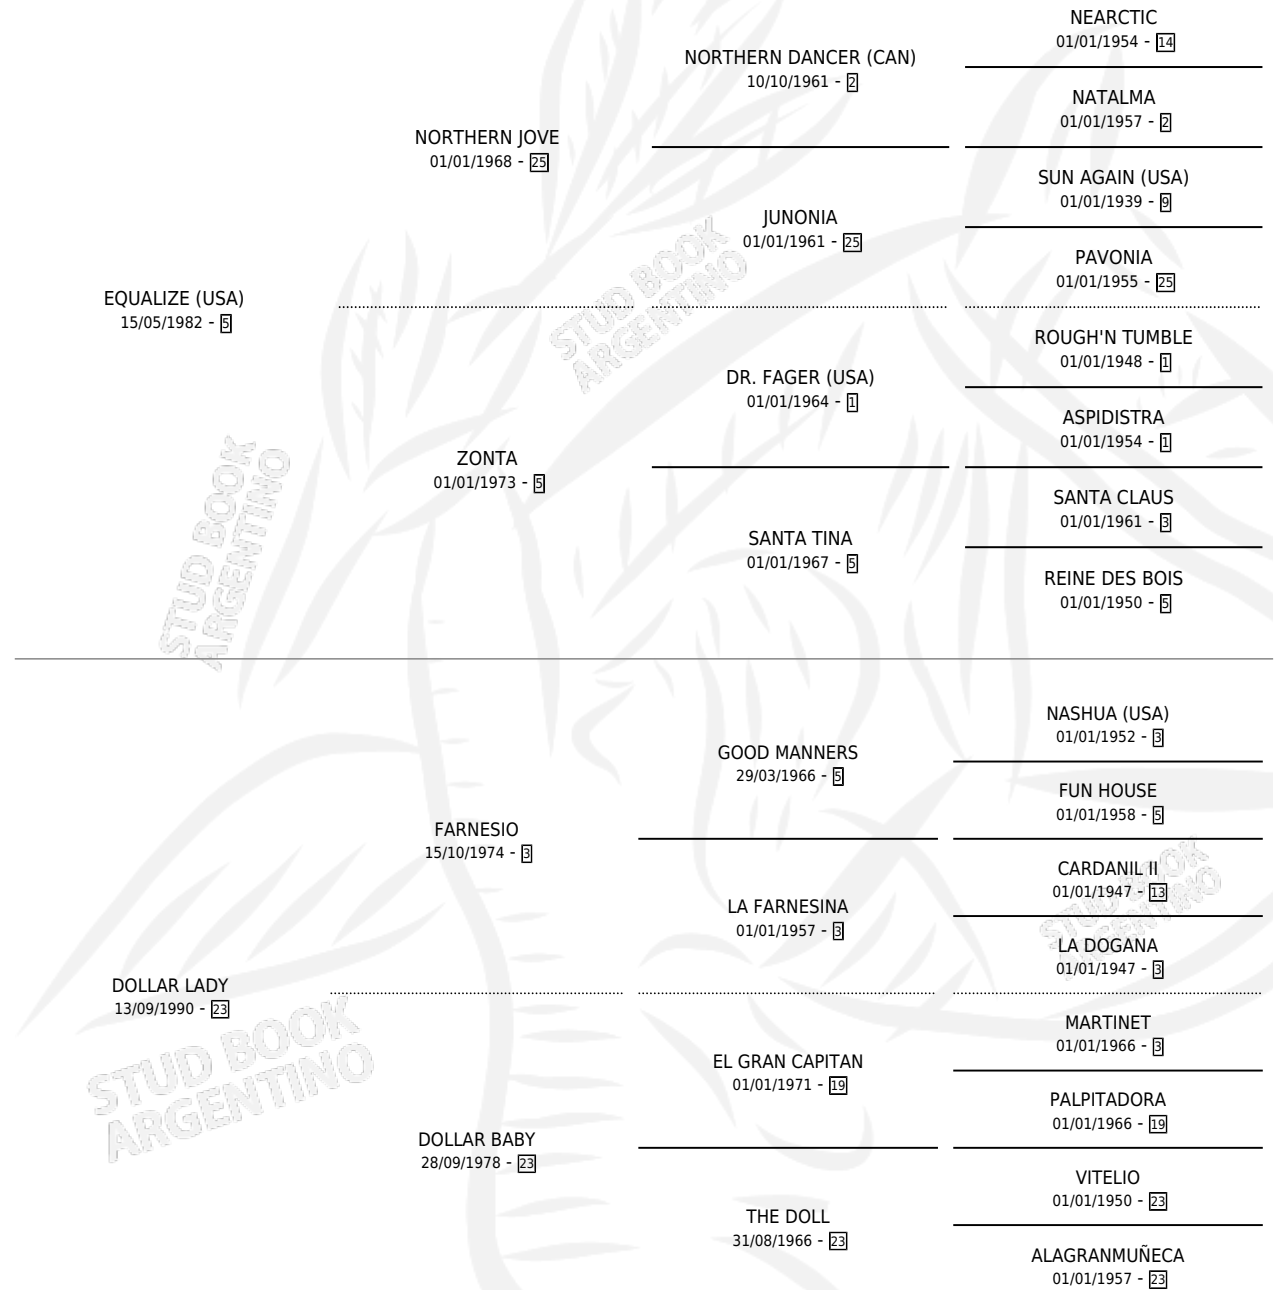 NEARCTIC
01/01/1954 - 14
NORTHERN DANCER (CAN)
10/10/1961 - 2
NATALMA
01/01/1957 - 2
NORTHERN JOVE
01/01/1968 - 25
SUN AGAIN (USA)
01/01/1939 - 9
JUNONIA
01/01/1961 - 25
PAVONIA
01/01/1955 - 25
EQUALIZE (USA)
15/05/1982 - 5
STUD BOOK
ARGENTINO
ROUGH'N TUMBLE
01/01/1948 - 1
DR. FAGER (USA)
01/01/1964 - 1
ASPIDISTRA
01/01/1954 - 1
ZONTA
01/01/1973 - 5
SANTA CLAUS
01/01/1961 - 3
SANTA TINA
01/01/1967 - 5
REINE DES BOIS
01/01/1950 - 5
STUD BOOK
ARGENTINO
NASHUA (USA)
01/01/1952 - 3
GOOD MANNERS
29/03/1966 - 5
FUN HOUSE
01/01/1958 - 5
FARNESIO
15/10/1974 - 3
CARDANIL II
01/01/1947 - 13
LA FARNESINA
01/01/1957 - 3
STUD BOOK
ARGENTINO
LA DOGANA
01/01/1947 - 3
DOLLAR LADY
13/09/1990 - 23
MARTINET
01/01/1966 - 3
EL GRAN CAPITAN
01/01/1971 - 19
STUD BOOK
ARGENTINO
PALPITADORA
01/01/1966 - 19
DOLLAR BABY
28/09/1978 - 23
VITELIO
01/01/1950 - 23
THE DOLL
31/08/1966 - 23
ALAGRANMUÑECA
01/01/1957 - 23